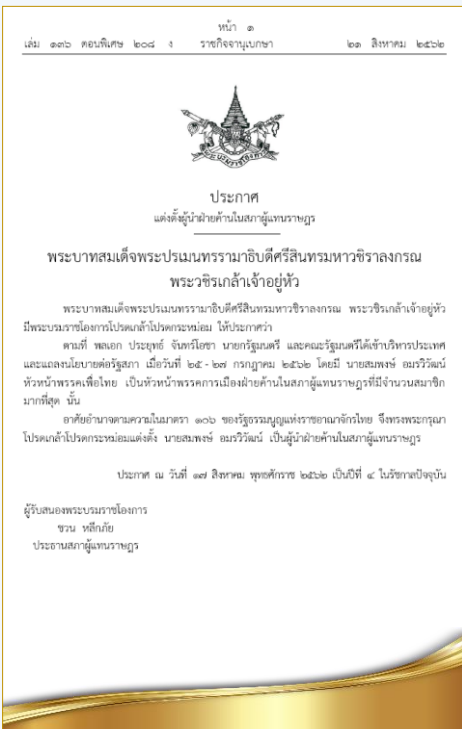 หน้า ๑
เล่ม ๑๓๖ ตอนพิเศษ ๒๐๘ ง ราชกิจจานุเบกษา ๒๑ สิงหาคม ๒๕๖๒
ประกาศ
แต่งตั้งผู้นำฝ่ายค้านในสภาผู้แทนราษฎร
พระบาทสมเด็จพระปรเมนทรรามาธิบดีศรีสินทรมหาวชิราลงกรณ
พระวชิรเกล้าเจ้าอยู่หัว
พระบาทสมเด็จพระปรเมนทรรามาธิบดีศรีสินทรมหาวชิราลงกรณ พระวชิรเกล้าเจ้าอยู่หัว
มีพระบรมราชโองการโปรดเกล้าโปรดกระหม่อม ให้ประกาศว่า
ตามที่ พลเอก ประยุทธ์ จันทร์โอชา นายกรัฐมนตรี และคณะรัฐมนตรีได้เข้าบริหารประเทศ
และแถลงนโยบายต่อรัฐสภา เมื่อวันที่ ๒๕ - ๒๗ กรกฎาคม ๒๕๖๒ โดยมี นายสมพงษ์ อมรวิวัฒน์
หัวหน้าพรรคเพื่อไทย เป็นหัวหน้าพรรคการเมืองฝ่ายค้านในสภาผู้แทนราษฎรที่มีจำนวนสมาชิก
มากที่สุด นั้น
อาศัยอำนาจตามความในมาตรา ๑๐๖ ของรัฐธรรมนูญแห่งราชอาณาจักรไทย จึงทรงพระกรุณา
โปรดเกล้าโปรดกระหม่อมแต่งตั้ง นายสมพงษ์ อมรวิวัฒน์ เป็นผู้นำฝ่ายค้านในสภาผู้แทนราษฎร
ประกาศ ณ วันที่ ๑๗ สิงหาคม พุทธศักราช ๒๕๖๒ เป็นปีที่ ๔ ในรัชกาลปัจจุบัน
ผู้รับสนองพระบรมราชโองการ
ชวน หลีกภัย
ประธานสภาผู้แทนราษฎร